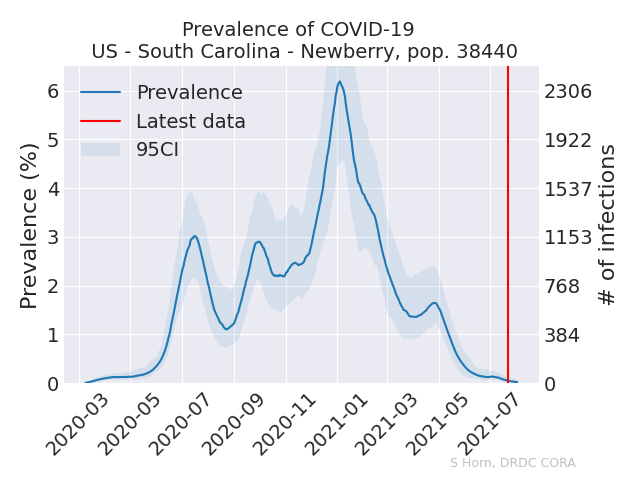 Prevalence of COVID-19
US - South Carolina - Newberry, pop. 38440
Prevalence
Latest data
95CI
Prevalence (%)
6
5
4
3
2
1
0
2306
1922
1537
1153
768
384
0
# of infections
2020-03
2020-05
2020-07
2020-09
2020-11
2021-01
2021-03
2021-05
2021-07
S Horn, DRDC CORA